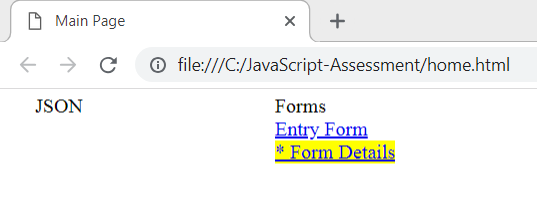 Main Page
file:///C:/JavaScript-Assessment/home.html
JSON
Forms
Entry Form
* Form Details